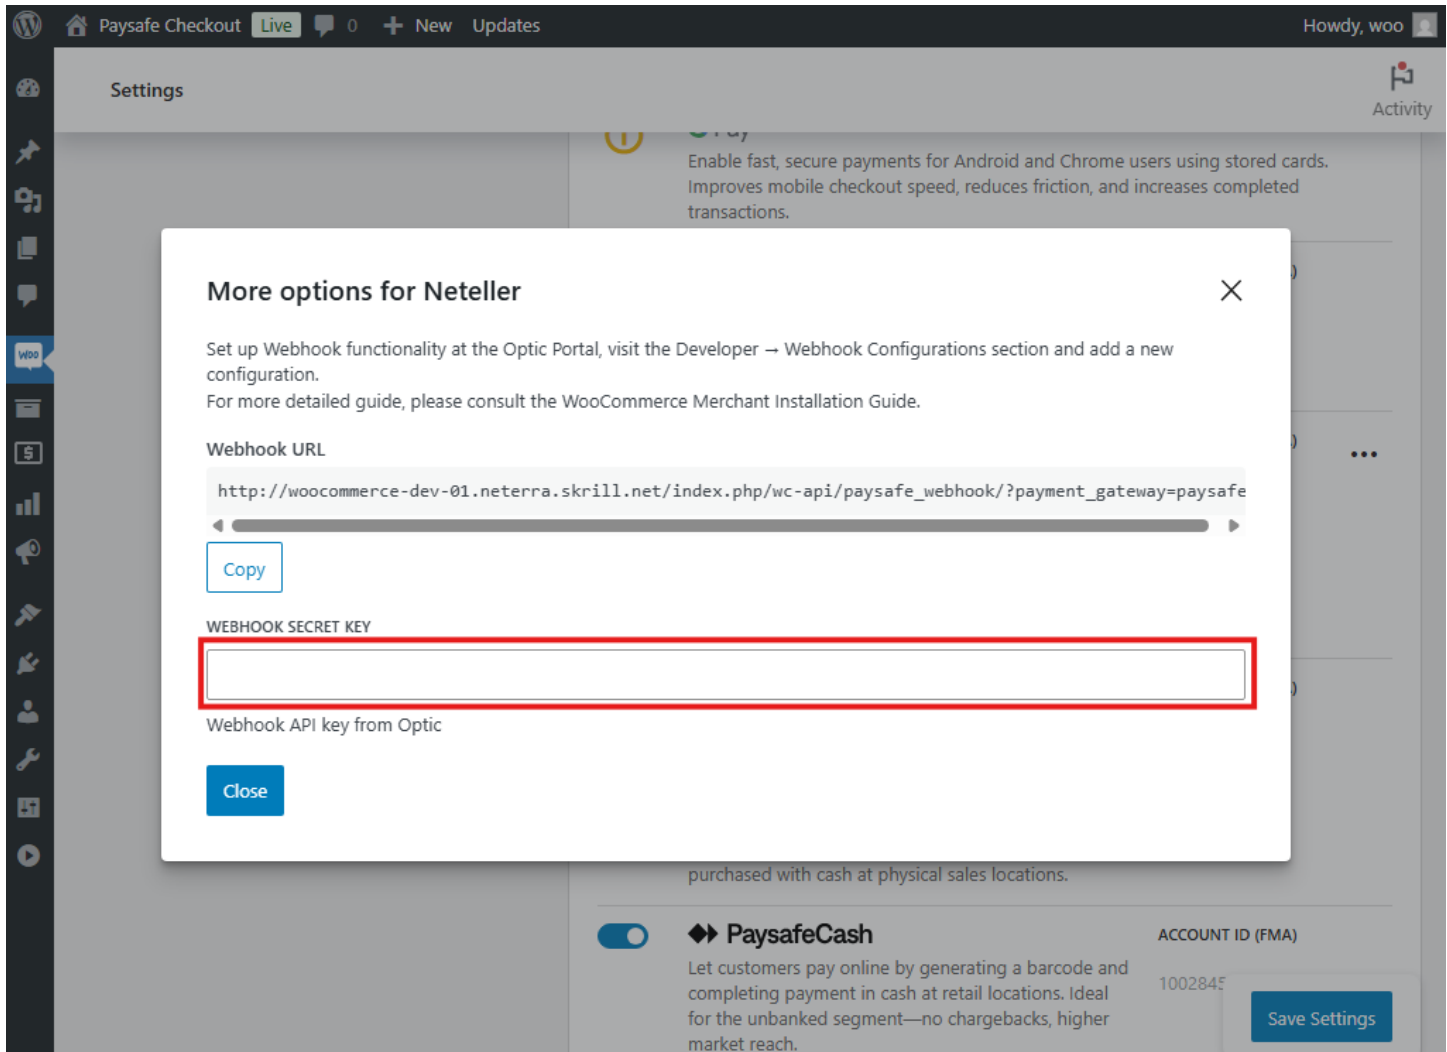 Paysafe Checkout Live 0 New Updates Howdy, woo
Settings
Activity
Pay
Enable fast, secure payments for Android and Chrome users using stored cards.
Improves mobile checkout speed, reduces friction, and increases completed
transactions.
More options for Neteller
Set up Webhook functionality at the Optic Portal, visit the Developer → Webhook Configurations section and add a new
configuration.
For more detailed guide, please consult the WooCommerce Merchant Installation Guide.
Webhook URL
http://woocommerce-dev-01.neterra.skrill.net/index.php/wc-api/paysafe_webhook/?payment_gateway=paysafe
Copy
WEBHOOK SECRET KEY
Webhook API key from Optic
Close
Woo
purchased with cash at physical sales locations.
PaysafeCash
ACCOUNT ID (FMA)
Let customers pay online by generating a barcode and
completing payment in cash at retail locations. Ideal
for the unbanked segment—no chargebacks, higher
market reach.
1002845
Save Settings